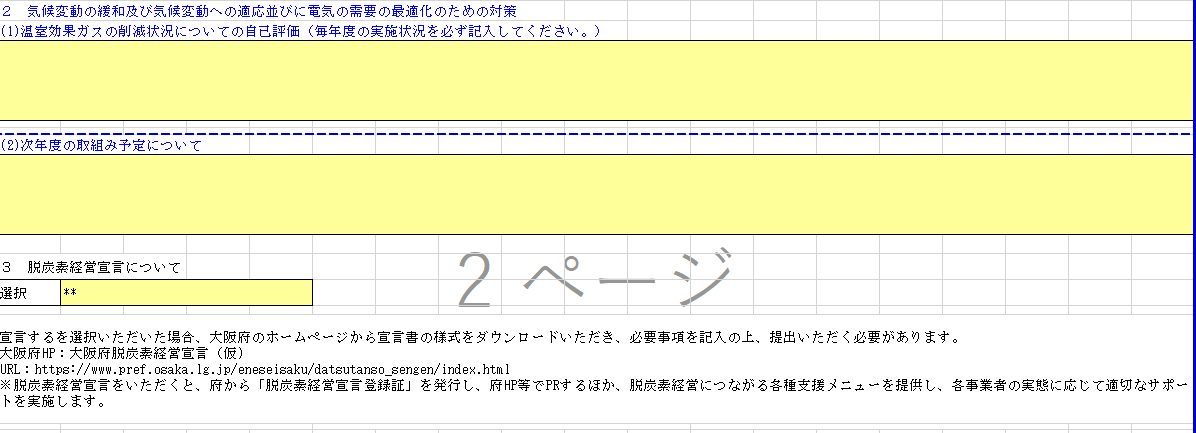 ２　気候変動の緩和及び気候変動への適応並びに電気の需要の最適化のための対策
(1)温室効果ガスの削減状況についての自己評価（毎年度の実施状況を必ず記入してください。）
(2)次年度の取組み予定について
2 ページ
３　脱炭素経営宣言について
選択 **
宣言するを選択いただいた場合、大阪府のホームページから宣言書の様式をダウンロードいただき、必要事項を記入の上、提出いただく必要があります。
大阪府HP：大阪府脱炭素経営宣言（仮）
URL：https://www.pref.osaka.lg.jp/eneseisaku/datsutanso_sengen/index.html
※脱炭素経営宣言をいただくと、府から「脱炭素経営宣言登録証」を発行し、府HP等でPRするほか、脱炭素経営につながる各種支援メニューを提供し、各事業者の実態に応じて適切なサポー
トを実施します。